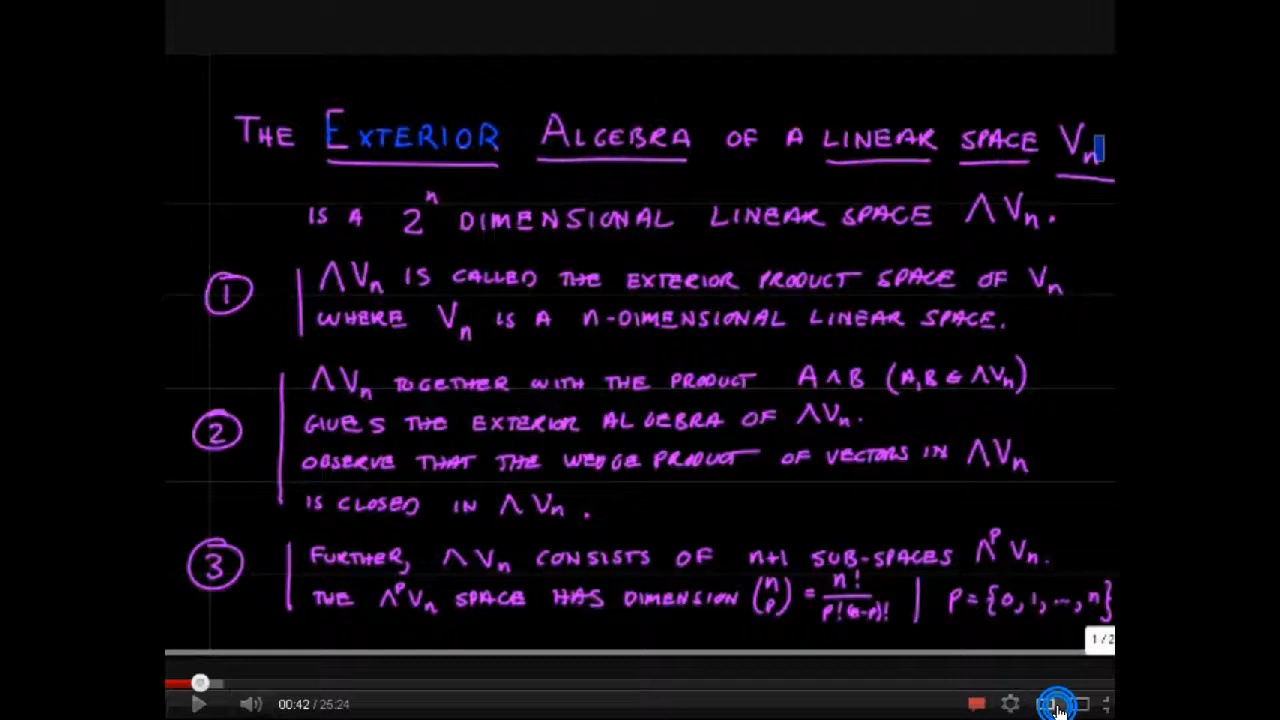 THE EXTERIOR ALGEBRA OF A LINEAR SPACE Vₙ
IS A 2ⁿ DIMENSIONAL LINEAR SPACE ΛVₙ.
① ΛVₙ IS CALLED THE EXTERIOR PRODUCT SPACE OF Vₙ
WHERE Vₙ IS A n-DIMENSIONAL LINEAR SPACE.
② ΛVₙ TOGETHER WITH THE PRODUCT A∧B (A,B ∈ ΛVₙ)
GIVES THE EXTERIOR ALGEBRA OF ΛVₙ.
OBSERVE THAT THE WEDGE PRODUCT OF VECTORS IN ΛVₙ
IS CLOSED IN ΛVₙ.
③ FURTHER, ΛVₙ CONSISTS OF n+1 SUB-SPACES ΛᵖVₙ.
THE ΛᵖVₙ SPACE HAS DIMENSION (n p) = n!/p!(n-p)! | p = {0, 1, ..., n}
1 / 2
00:42 / 25:24